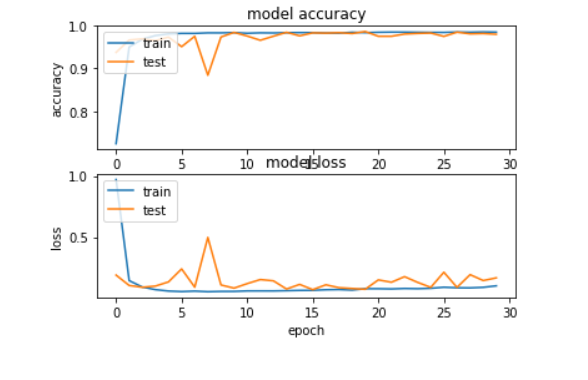 model accuracy
1.0
0.9
0.8
accuracy
train
test
0 5 10 15 20 25 30
model loss
1.0
0.5
loss
train
test
0 5 10 15 20 25 30
epoch